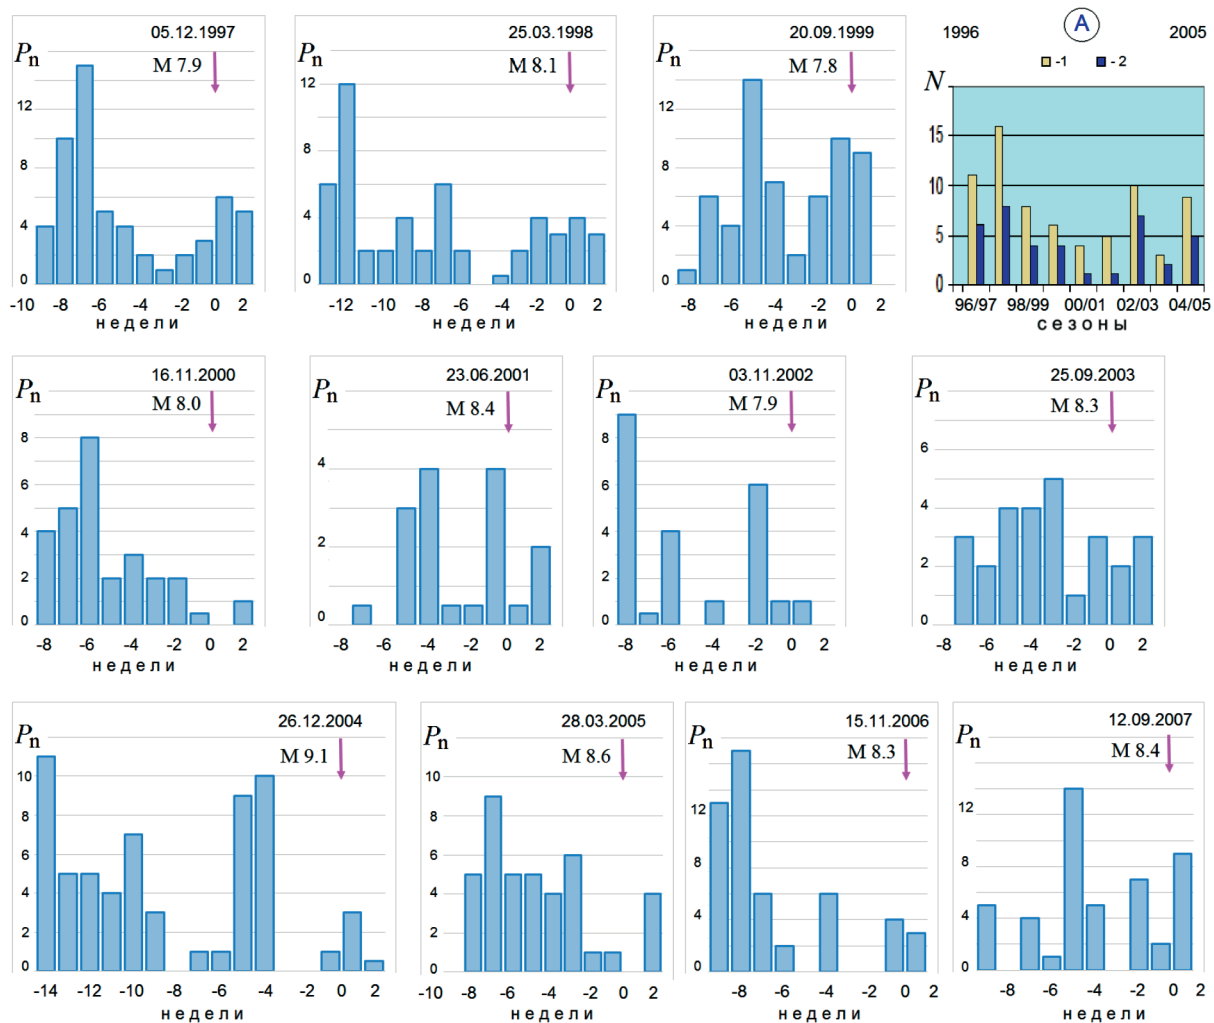 05.12.1997
Pn
M 7.9
12
8
4
0
-10 -8 -6 -4 -2 0 2
недели
25.03.1998
Pn
M 8.1
12
8
4
0
-12 -10 -8 -6 -4 -2 0 2
недели
20.09.1999
Pn
M 7.8
12
8
4
0
-8 -6 -4 -2 0 2
недели
1996 A 2005
-1 - 2
N
15
10
5
0
96/97 98/99 00/01 02/03 04/05
сезоны
16.11.2000
Pn
M 8.0
8
6
4
2
0
-8 -6 -4 -2 0 2
недели
23.06.2001
Pn
M 8.4
4
2
0
-8 -6 -4 -2 0 2
недели
03.11.2002
Pn
M 7.9
8
6
4
2
0
-8 -6 -4 -2 0 2
недели
25.09.2003
Pn
M 8.3
6
4
2
0
-8 -6 -4 -2 0 2
недели
26.12.2004
Pn
M 9.1
10
8
6
4
2
0
-14 -12 -10 -8 -6 -4 -2 0 2
недели
28.03.2005
Pn
M 8.6
10
8
6
4
2
0
-10 -8 -6 -4 -2 0 2
недели
15.11.2006
Pn
M 8.3
12
8
4
0
-8 -6 -4 -2 0 2
недели
12.09.2007
Pn
M 8.4
12
8
4
0
-8 -6 -4 -2 0 2
недели